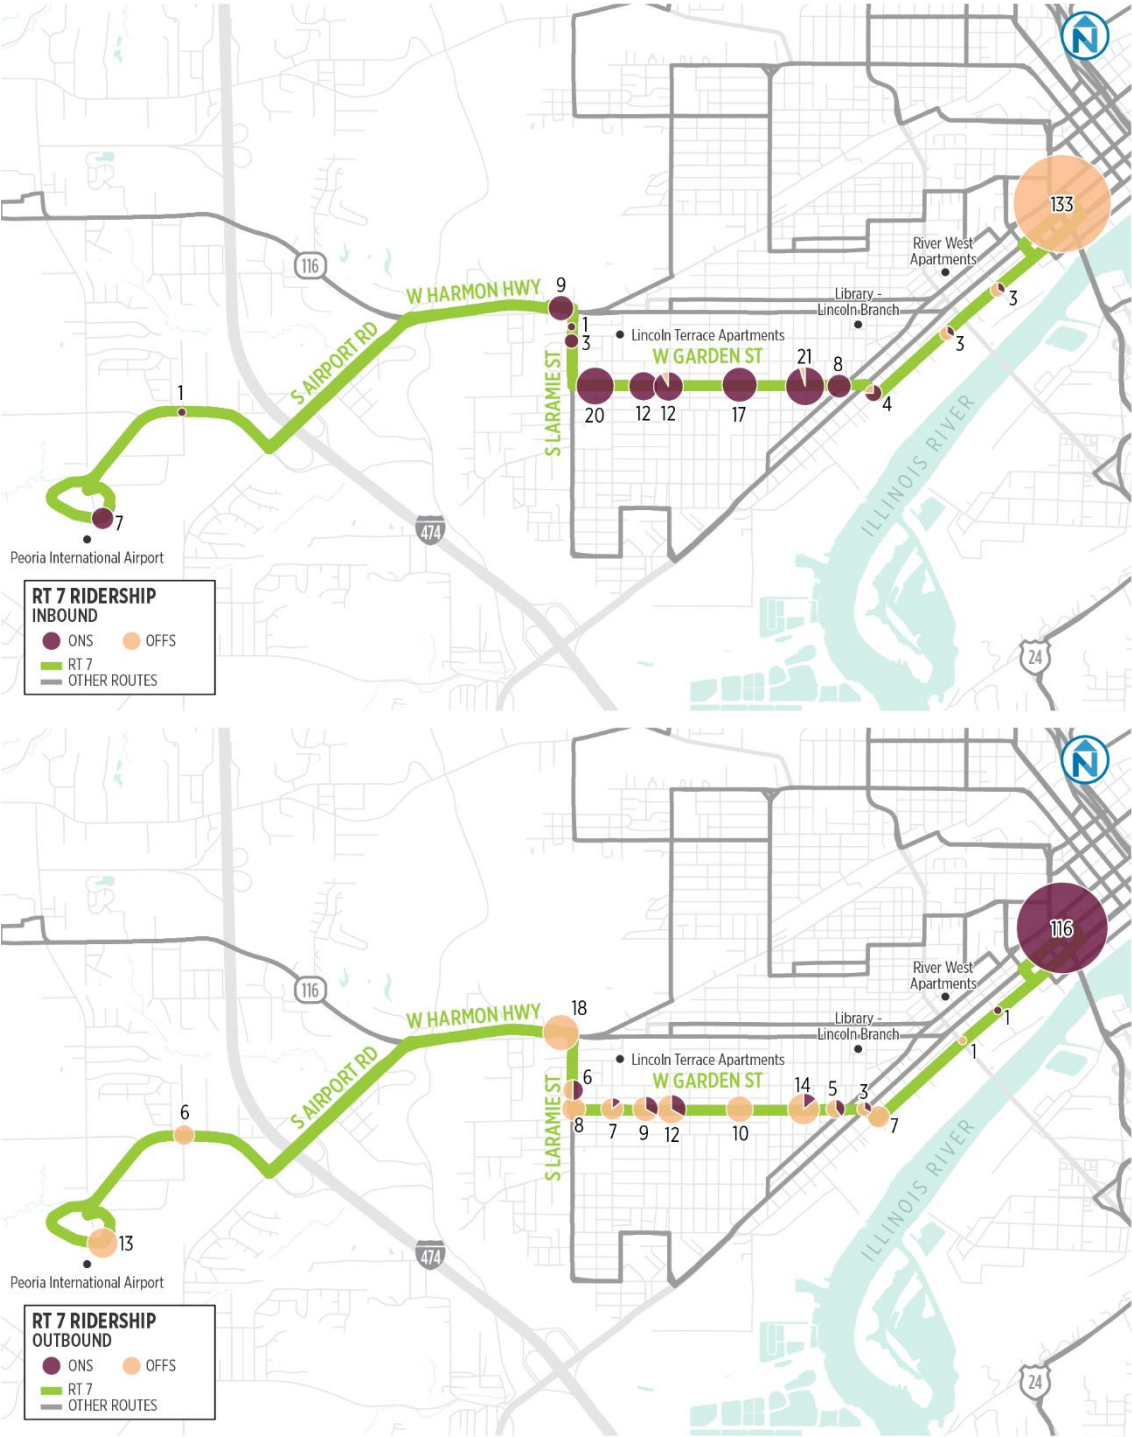 N
133
River West
Apartments
116
9
W HARMON HWY
3
Library -
Lincoln Branch
1
3
Lincoln Terrace Apartments
3
S AIRPORT RD
W GARDEN ST
21
8
S LARAMIE ST
1
20
12
12
17
4
ILLINOIS RIVER
7
474
Peoria International Airport
RT 7 RIDERSHIP
INBOUND
ONS
OFFS
RT 7
OTHER ROUTES
24
N
116
River West
Apartments
116
18
W HARMON HWY
1
Library -
Lincoln Branch
1
Lincoln Terrace Apartments
S AIRPORT RD
6
W GARDEN ST
14
5
3
S LARAMIE ST
6
8
7
9
12
10
7
ILLINOIS RIVER
13
474
Peoria International Airport
RT 7 RIDERSHIP
OUTBOUND
ONS
OFFS
RT 7
OTHER ROUTES
24